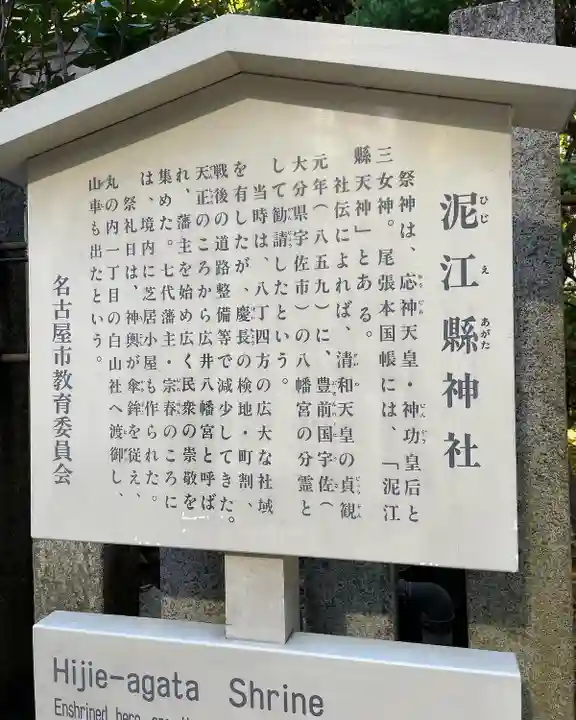 泥江縣神社
祭神は、応神天皇・神功皇后と
三女神。尾張本国帳には、「泥江
縣天神」とある。
社伝によれば、清和天皇の貞観
元年（八五九）に、豊前国宇佐（
大分県宇佐市）の八幡宮の分霊と
して勧請したという。
当時は、八丁四方の広大な社域
を有したが、慶長の検地・町割、
戦後の道路整備等で減少してきた。
天正のころから広井八幡宮と呼ば
れ、藩主を始め広く民衆の崇敬を
集めた。七代藩主・宗春のころに
は、境内に芝居小屋も作られた。
祭礼日は、神輿が傘鉾を従え、
丸の内一丁目の白山社へ渡御し、
山車も出たという。
名古屋市教育委員会
Hijie-agata Shrine
Enshrined here are